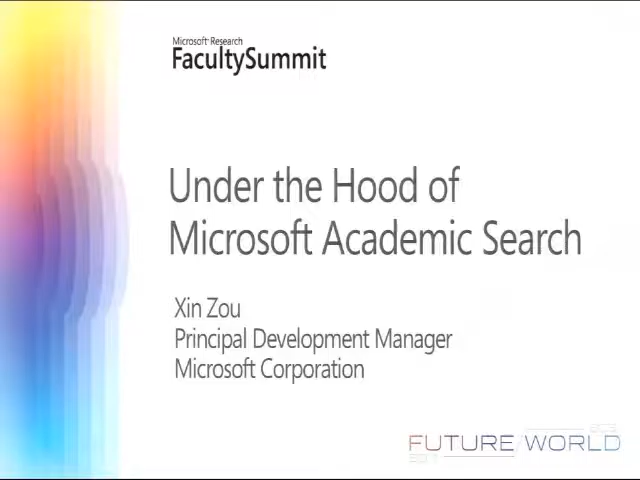 Microsoft Research
FacultySummit
Under the Hood of
Microsoft Academic Search
Xin Zou
Principal Development Manager
Microsoft Corporation
FUTURE WORLD